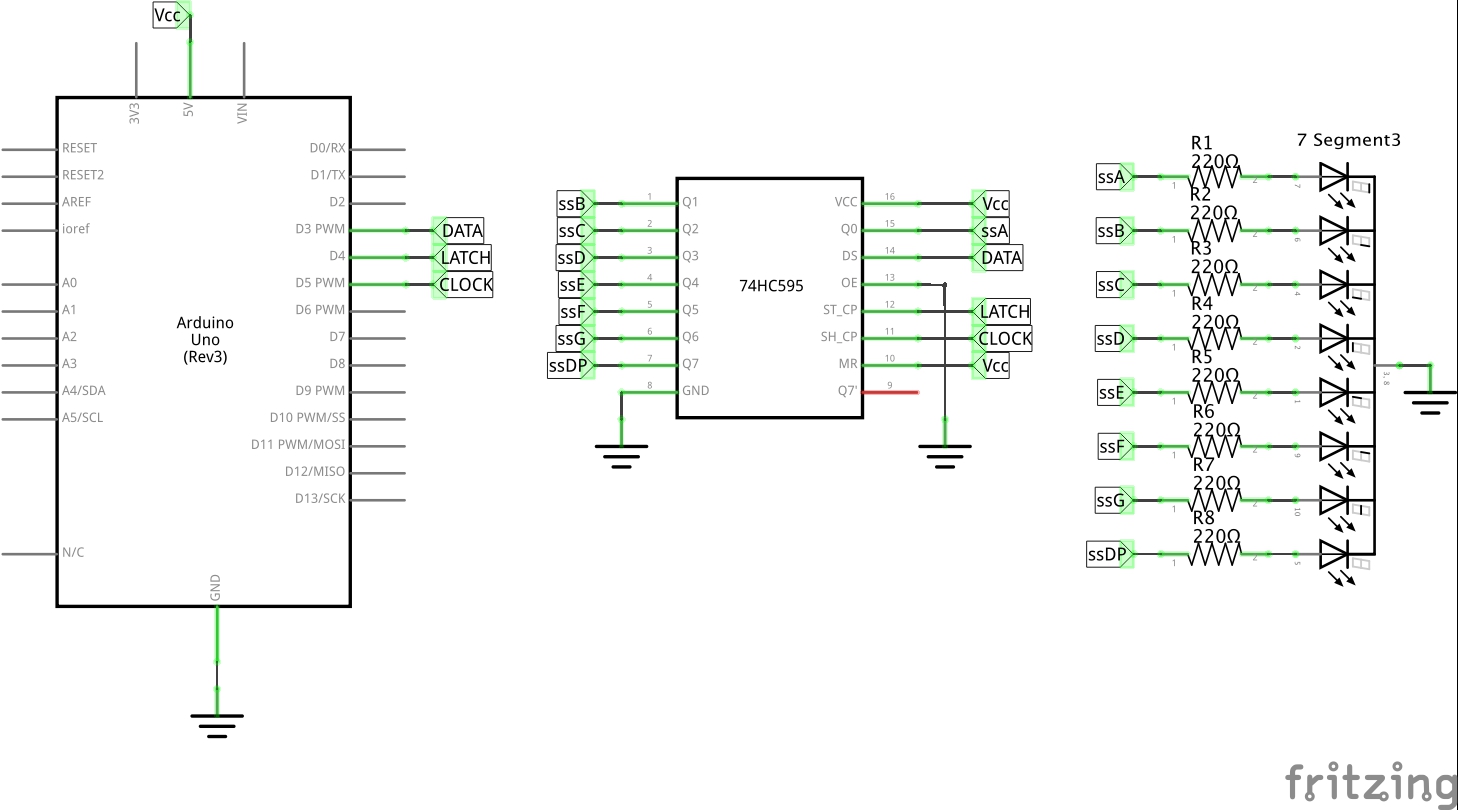 Vcc
3V3
5V
VIN
RESET
RESET2
AREF
ioref
A0
A1
A2
A3
A4/SDA
A5/SCL
N/C
Arduino
Uno
(Rev3)
D0/RX
D1/TX
D2
D3 PWM
D4
D5 PWM
D6 PWM
D7
D8
D9 PWM
D10 PWM/SS
D11 PWM/MOSI
D12/MISO
D13/SCK
GND
DATA
LATCH
CLOCK
ssB 1 Q1
ssC 2 Q2
ssD 3 Q3
ssE 4 Q4
ssF 5 Q5
ssG 6 Q6
ssDP 7 Q7
8 GND
74HC595
VCC 16 Vcc
Q0 15 ssA
DS 14 DATA
OE 13
ST_CP 12 LATCH
SH_CP 11 CLOCK
MR 10 Vcc
Q7' 9
7 Segment3
R1
220Ω
ssA 1 2 7
R2
220Ω
ssB 1 2 6
R3
220Ω
ssC 1 2 4
R4
220Ω
ssD 1 2 2
R5
220Ω
ssE 1 2 1
R6
220Ω
ssF 1 2 9
R7
220Ω
ssG 1 2 10
R8
220Ω
ssDP 1 2 5
3, 8
fritzing